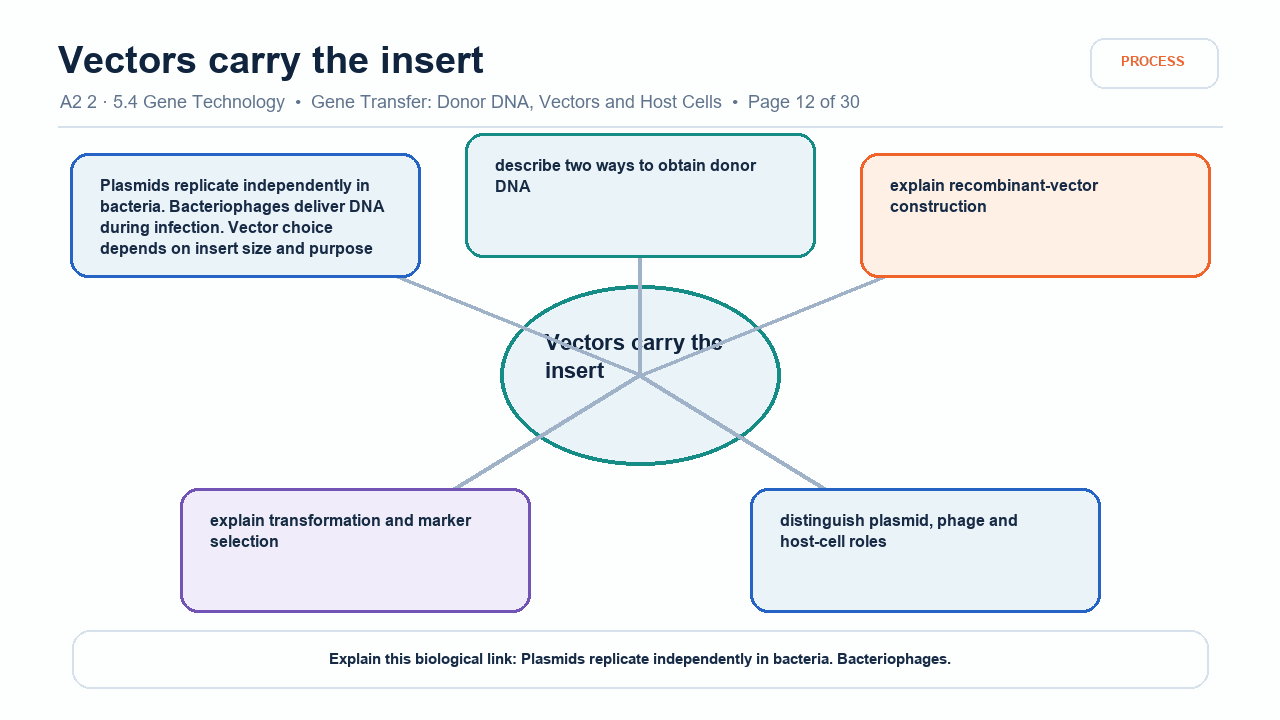 Vectors carry the insert
PROCESS
A2 2 · 5.4 Gene Technology • Gene Transfer: Donor DNA, Vectors and Host Cells • Page 12 of 30
Plasmids replicate independently in
bacteria. Bacteriophages deliver DNA
during infection. Vector choice
depends on insert size and purpose
describe two ways to obtain donor
DNA
explain recombinant-vector
construction
Vectors carry the
insert
explain transformation and marker
selection
distinguish plasmid, phage and
host-cell roles
Explain this biological link: Plasmids replicate independently in bacteria. Bacteriophages.